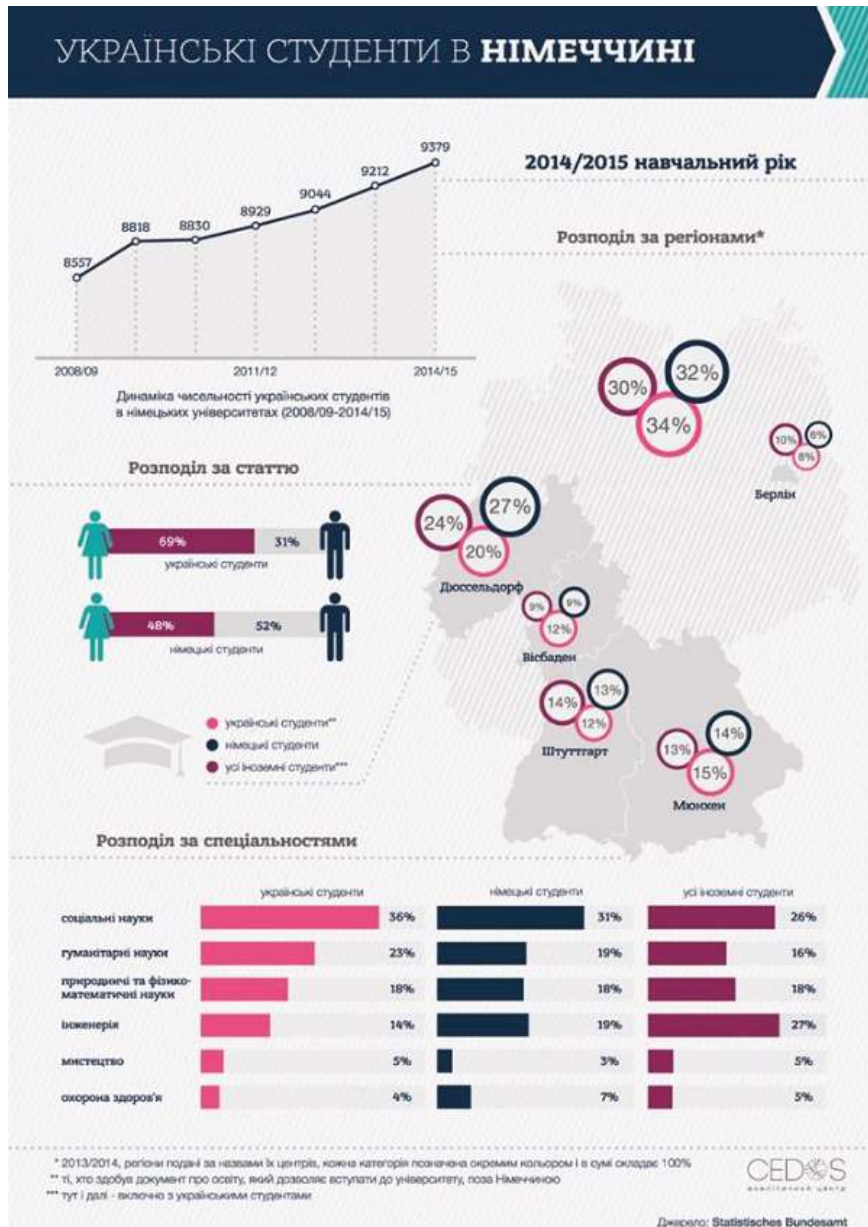 УКРАЇНСЬКІ СТУДЕНТИ В НІМЕЧЧИНІ
2014/2015 навчальний рік
8557
8818
8830
8929
9044
9212
9379
2008/09
2011/12
2014/15
Динаміка чисельності українських студентів
в німецьких університетах (2008/09-2014/15)
Розподіл за регіонами*
30%
32%
34%
10%
6%
8%
Берлін
24%
27%
20%
Дюссельдорф
9%
9%
12%
Вісбаден
14%
13%
12%
Штуттгарт
13%
14%
15%
Мюнхен
Розподіл за статтю
69%
31%
українські студенти
48%
52%
німецькі студенти
українські студенти**
німецькі студенти
усі іноземні студенти***
Розподіл за спеціальностями
українські студенти
німецькі студенти
усі іноземні студенти
соціальні науки
36%
31%
26%
гуманітарні науки
23%
19%
16%
природничі та фізико-
математичні науки
18%
18%
18%
інженерія
14%
19%
27%
мистецтво
5%
3%
5%
охорона здоров'я
4%
7%
5%
* 2013/2014, регіони подані за назвами їх центрів, кожна категорія позначена окремим кольором і в сумі складає 100%
** ті, хто здобув документ про освіту, який дозволяє вступати до університету, поза Німеччиною
*** тут і далі - включно з українськими студентами
CEDOS
аналітичний центр
Джерело: Statistisches Bundesamt